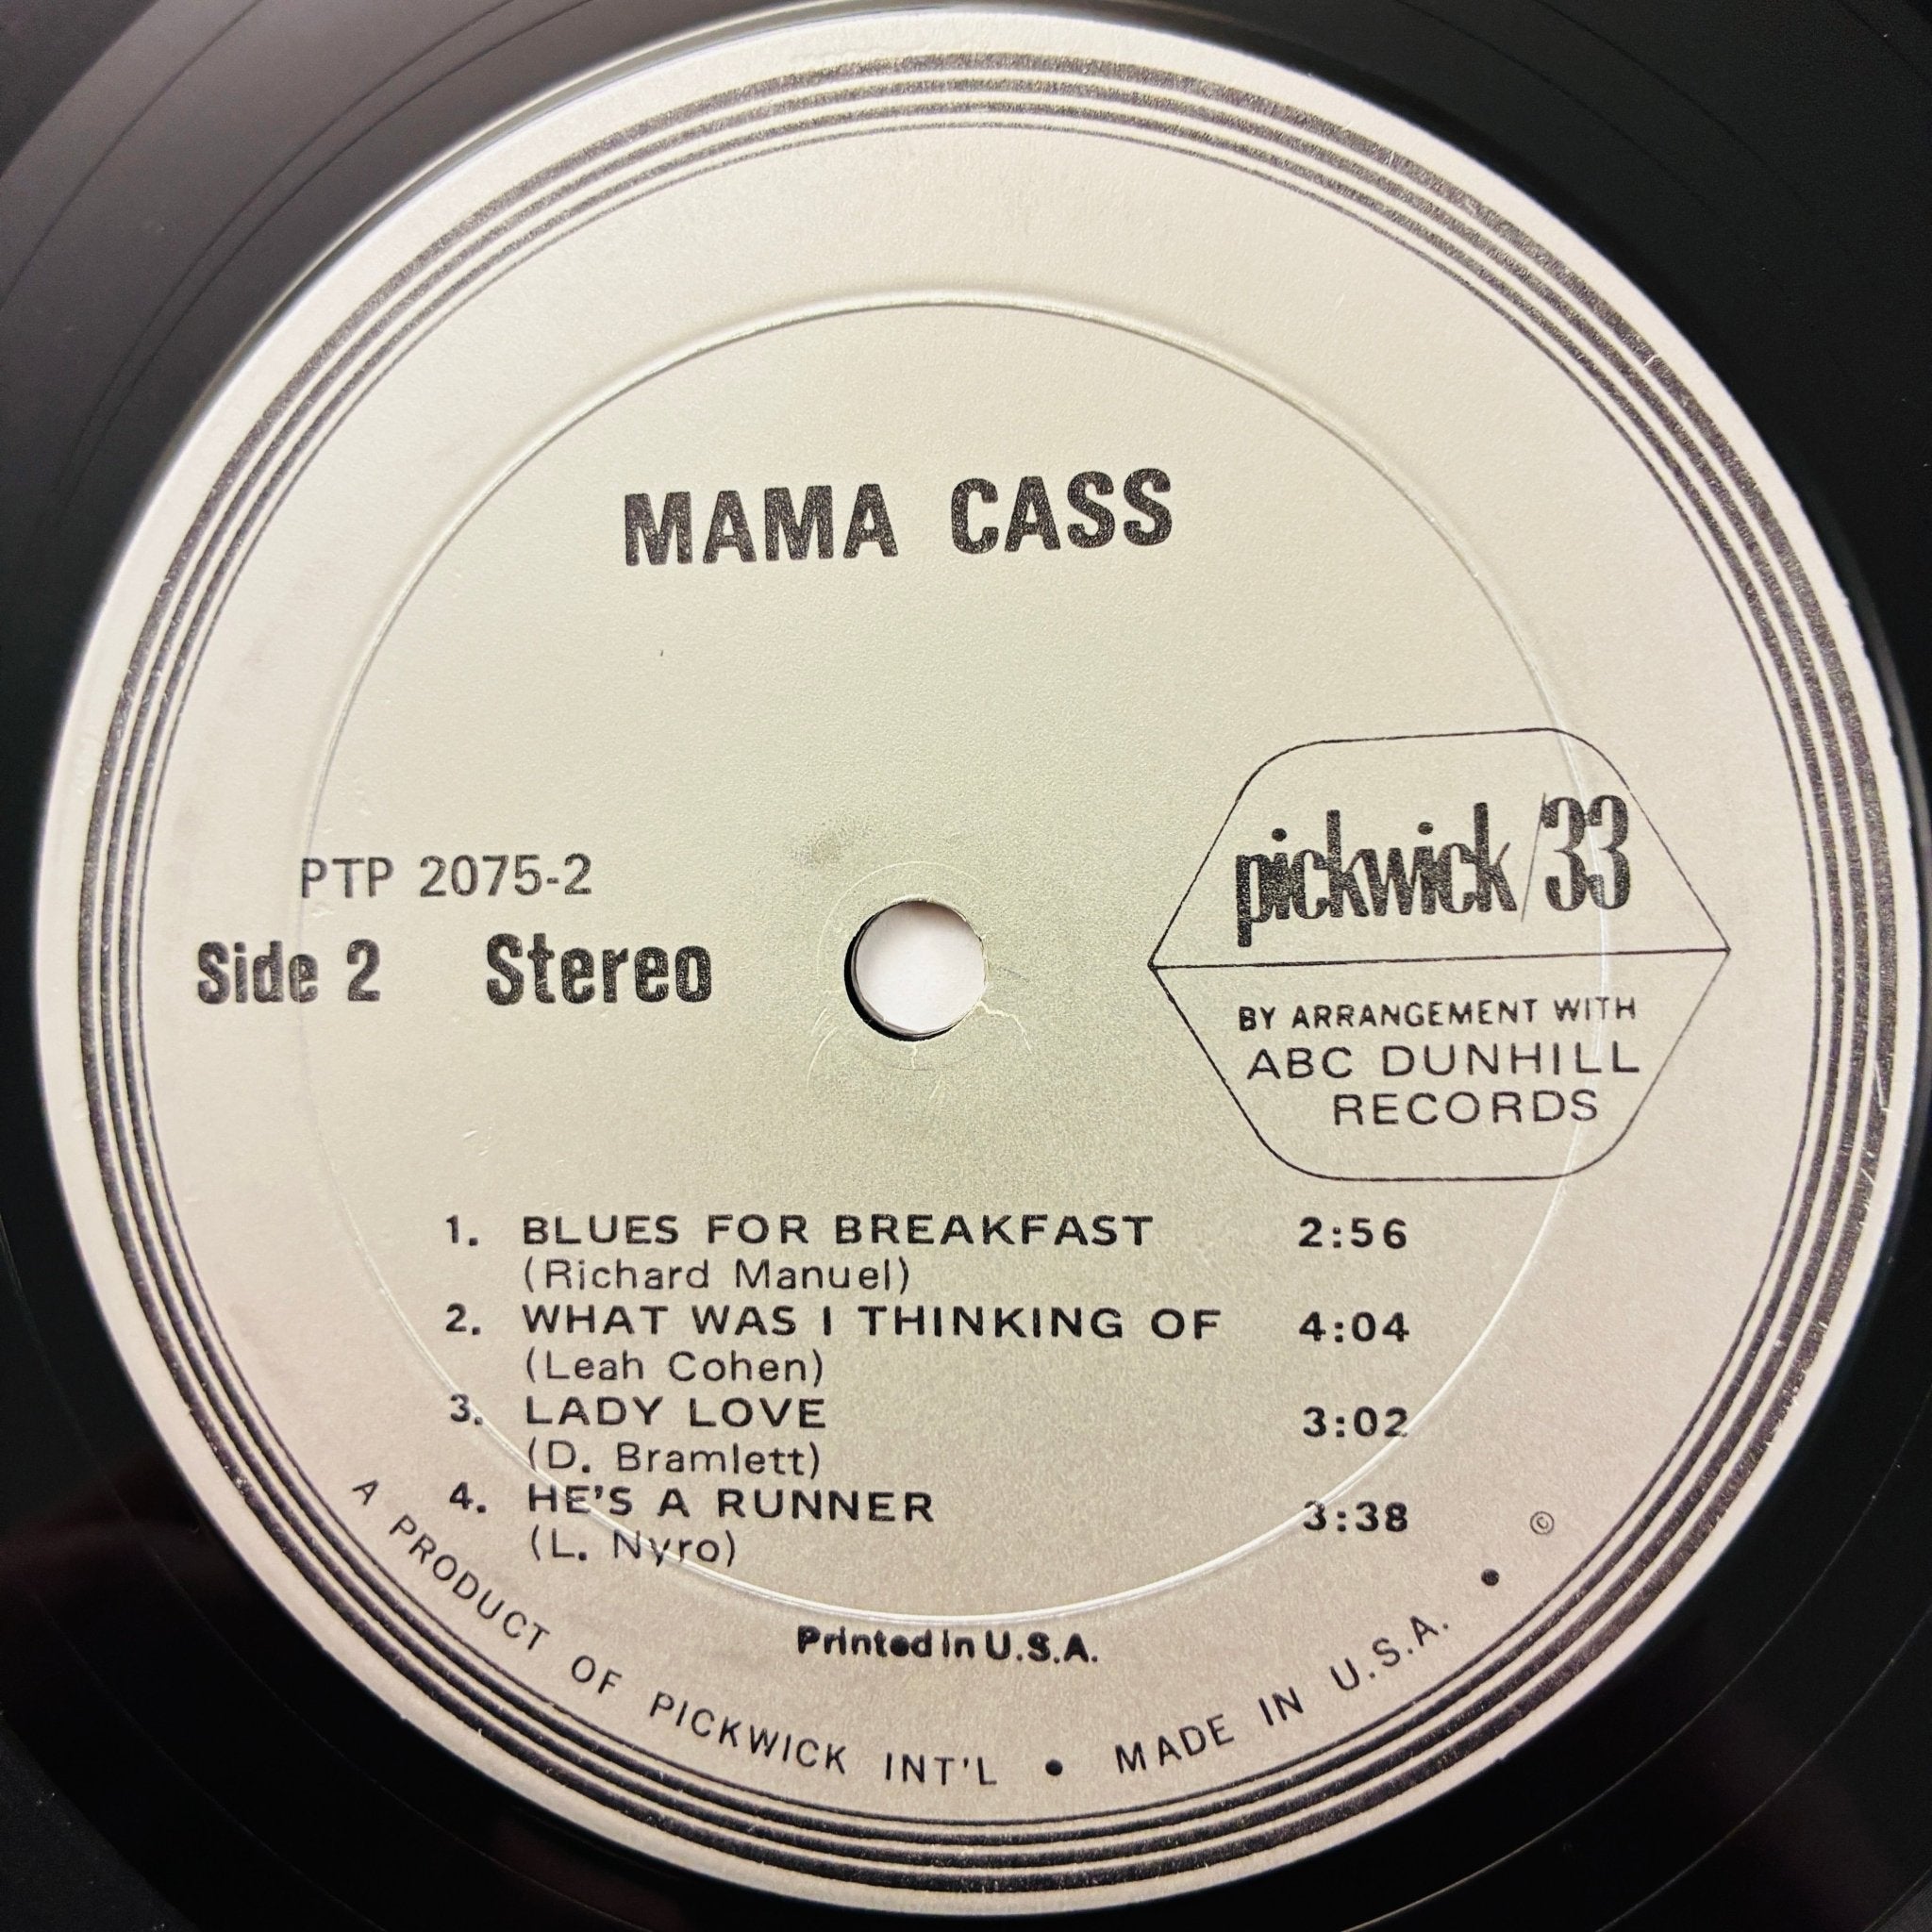 MAMA CASS
PTP 2075-2
Side 2 Stereo
pickwick/33
BY ARRANGEMENT WITH
ABC DUNHILL
RECORDS
1. BLUES FOR BREAKFAST 2:56
(Richard Manuel)
2. WHAT WAS I THINKING OF 4:04
(Leah Cohen)
3. LADY LOVE 3:02
(D. Bramlett)
4. HE'S A RUNNER 3:38
(L. Nyro)
Printed in U.S.A.
A PRODUCT OF PICKWICK INT'L • MADE IN U.S.A. • ©